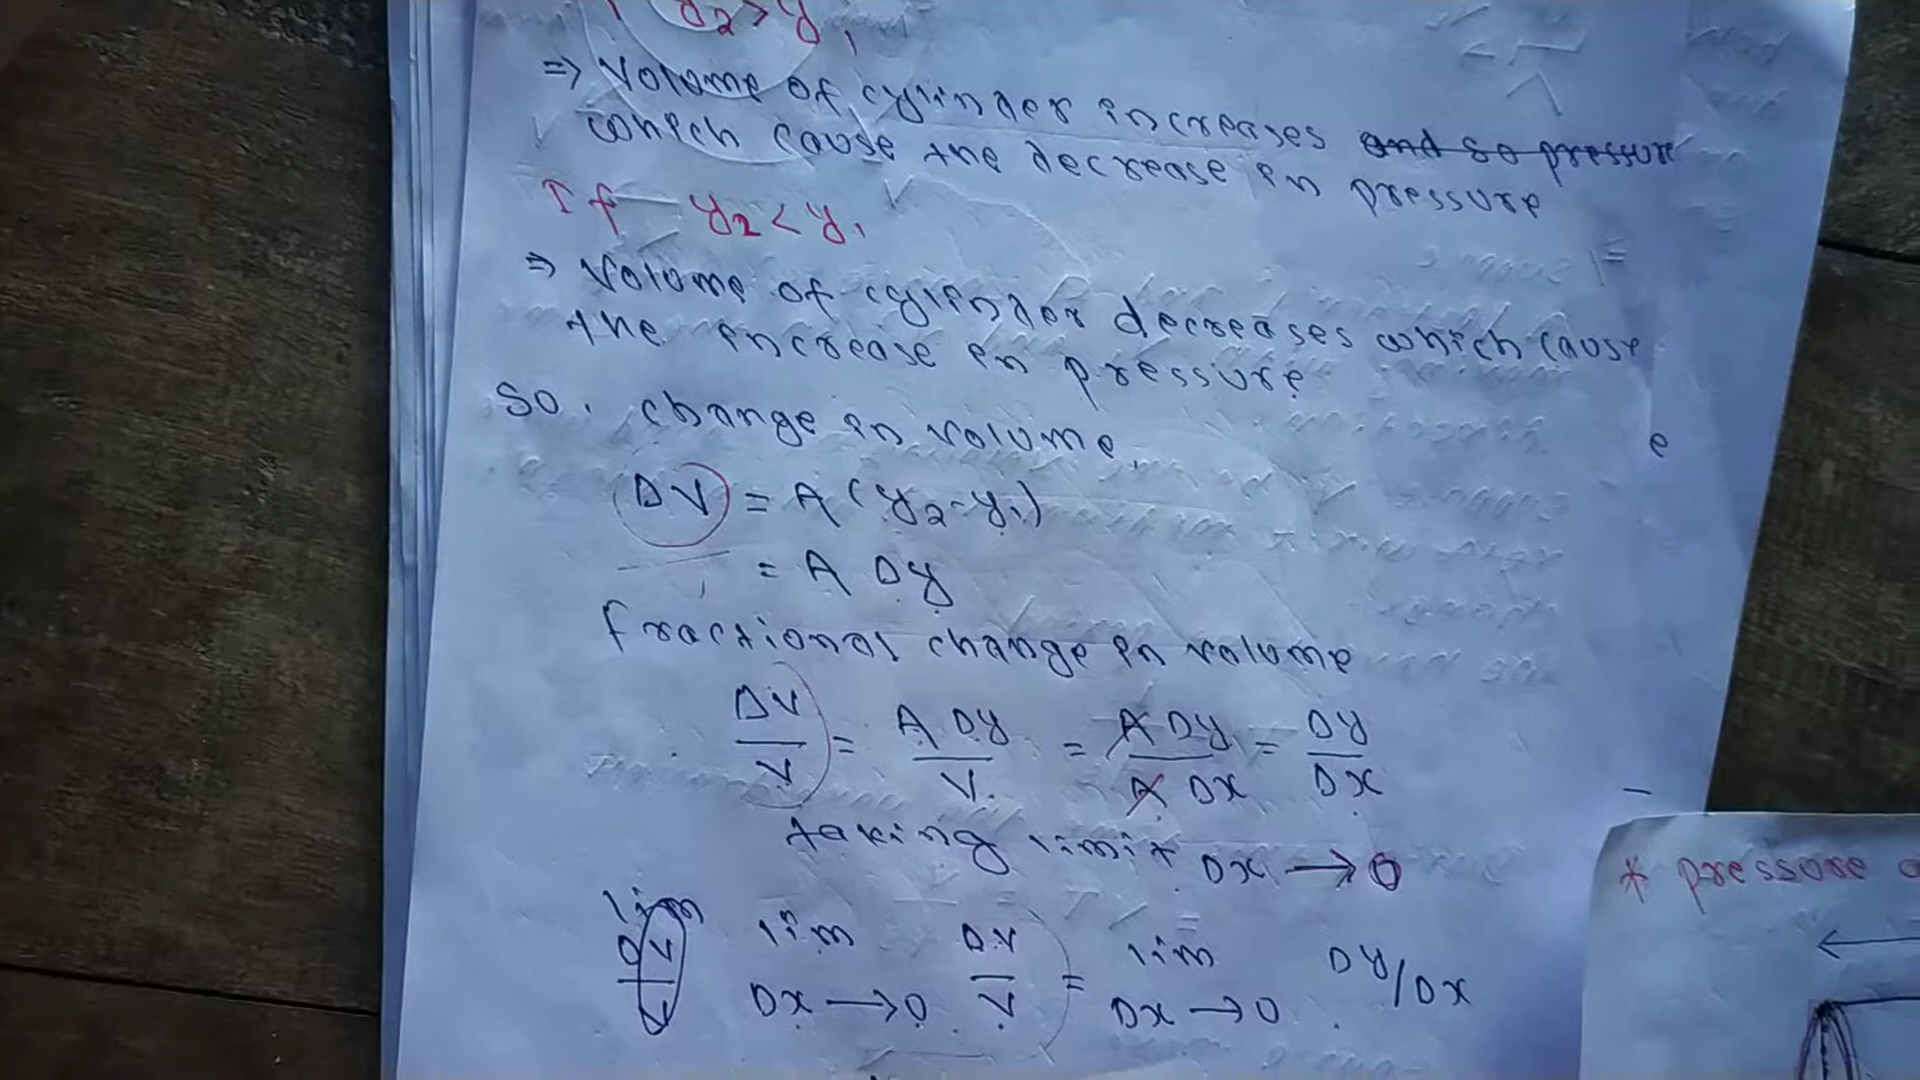 y₂ > y₁
⇒ Volume of cylinder increases and so pressure
which cause the decrease in pressure
If y₂ < y₁
⇒ Volume of cylinder decreases which cause
the increase in pressure
So, change in volume,
ΔV = A (y₂ - y₁)
= A Δy
fractional change in volume
ΔV/V = A Δy/V = A Δy/A Δx = Δy/Δx
taking limit Δx → 0
lim ΔV/V lim Δx → 0 ΔV/V = lim Δx → 0 Δy/Δx
* pressure